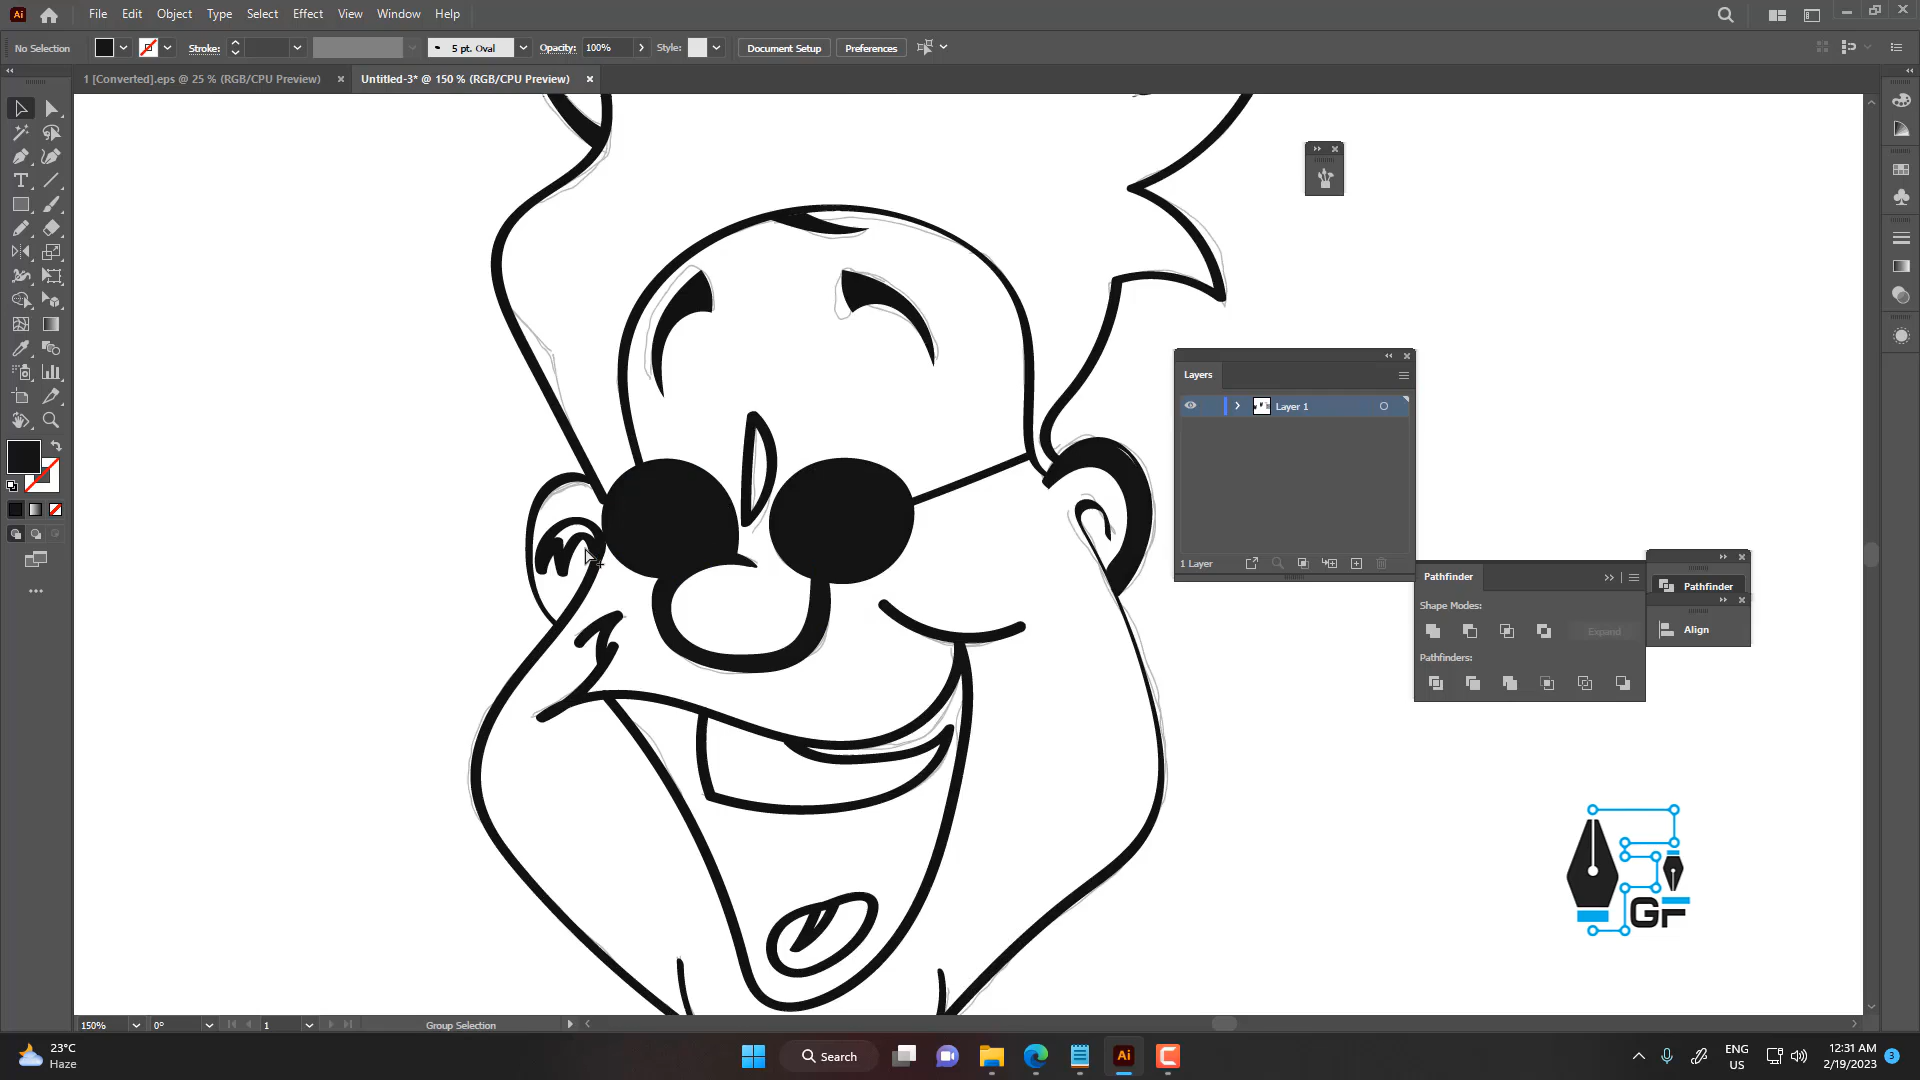 Ai File Edit Object Type Select Effect View Window Help
No Selection Stroke: 5 pt. Oval Opacity: 100% Style: Document Setup Preferences
1 [Converted].eps @ 25 % (RGB/CPU Preview) × Untitled-3* @ 150 % (RGB/CPU Preview) ×
Layers
Layer 1
1 Layer
Pathfinder
Shape Modes:
Expand
Pathfinders:
Pathfinder
Align
GF
150% 0° 1 Group Selection
23°C
Haze
Search
Ai
ENG
US
12:31 AM
2/19/2023
3